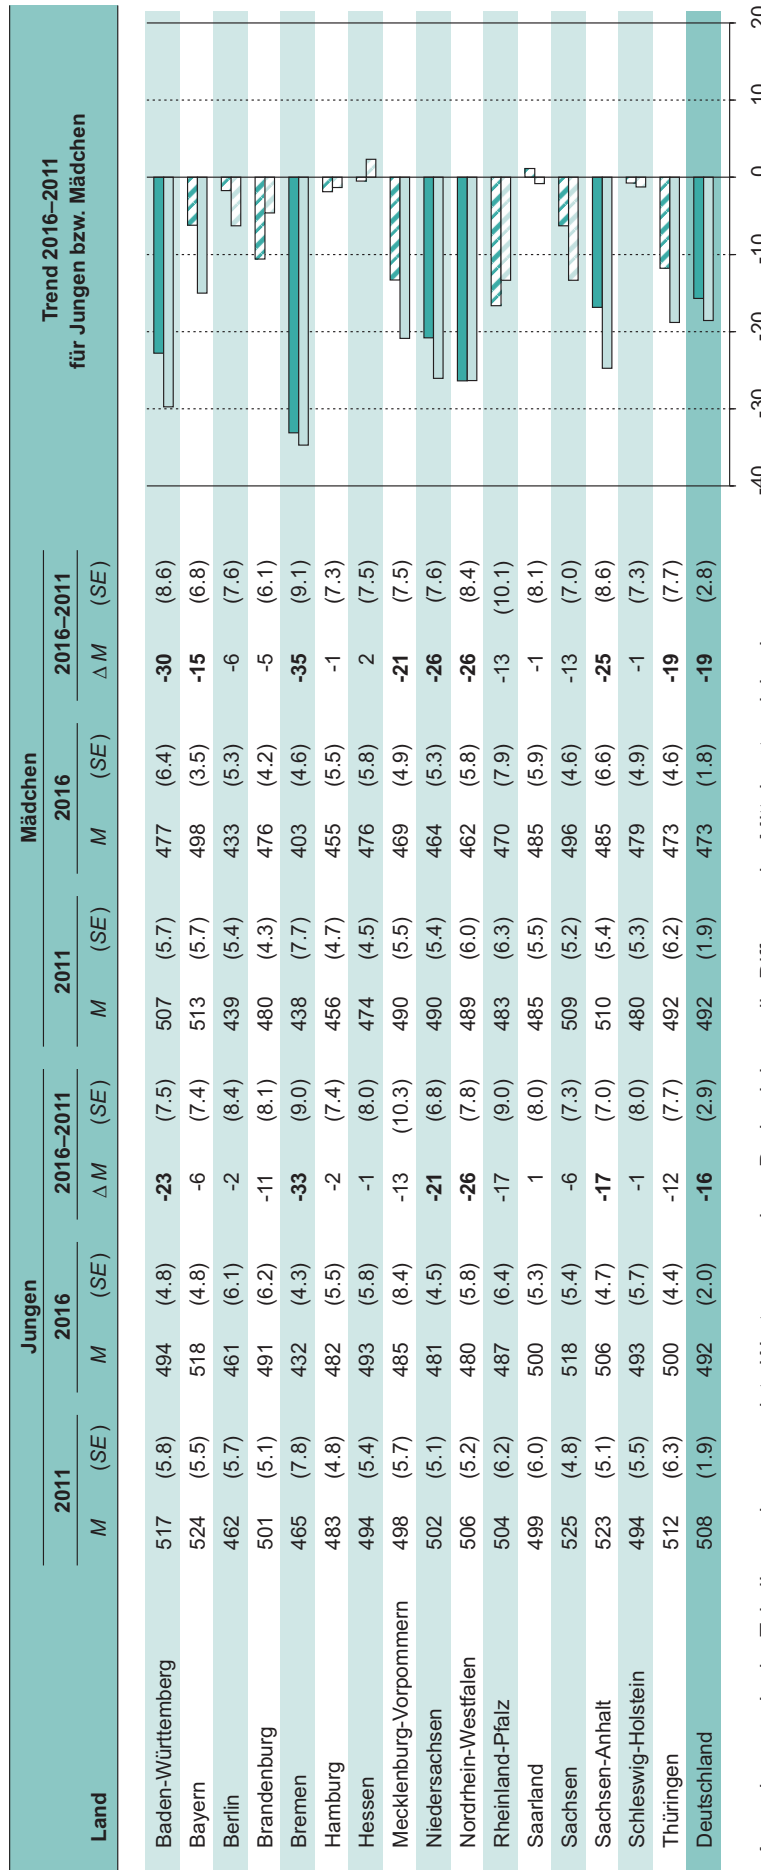 Jungen Mädchen Trend 2016–2011
für Jungen bzw. Mädchen
2011 2016 2016–2011 2011 2016 2016–2011
Land M (SE) M (SE) Δ M (SE) M (SE) M (SE) Δ M (SE)
Baden-Württemberg 517 (5.8) 494 (4.8) -23 (7.5) 507 (5.7) 477 (6.4) -30 (8.6)
Bayern 524 (5.5) 518 (4.8) -6 (7.4) 513 (5.7) 498 (3.5) -15 (6.8)
Berlin 462 (5.7) 461 (6.1) -2 (8.4) 439 (5.4) 433 (5.3) -6 (7.6)
Brandenburg 501 (5.1) 491 (6.2) -11 (8.1) 480 (4.3) 476 (4.2) -5 (6.1)
Bremen 465 (7.8) 432 (4.3) -33 (9.0) 438 (7.7) 403 (4.6) -35 (9.1)
Hamburg 483 (4.8) 482 (5.5) -2 (7.4) 456 (4.7) 455 (5.5) -1 (7.3)
Hessen 494 (5.4) 493 (5.8) -1 (8.0) 474 (4.5) 476 (5.8) 2 (7.5)
Mecklenburg-Vorpommern 498 (5.7) 485 (8.4) -13 (10.3) 490 (5.5) 469 (4.9) -21 (7.5)
Niedersachsen 502 (5.1) 481 (4.5) -21 (6.8) 490 (5.4) 464 (5.3) -26 (7.6)
Nordrhein-Westfalen 506 (5.2) 480 (5.8) -26 (7.8) 489 (6.0) 462 (5.8) -26 (8.4)
Rheinland-Pfalz 504 (6.2) 487 (6.4) -17 (9.0) 483 (6.3) 470 (7.9) -13 (10.1)
Saarland 499 (6.0) 500 (5.3) 1 (8.0) 485 (5.5) 485 (5.9) -1 (8.1)
Sachsen 525 (4.8) 518 (5.4) -6 (7.3) 509 (5.2) 496 (4.6) -13 (7.0)
Sachsen-Anhalt 523 (5.1) 506 (4.7) -17 (7.0) 510 (5.4) 485 (6.6) -25 (8.6)
Schleswig-Holstein 494 (5.5) 493 (5.7) -1 (8.0) 480 (5.3) 479 (4.9) -1 (7.3)
Thüringen 512 (6.3) 500 (4.4) -12 (7.7) 492 (6.2) 473 (4.6) -19 (7.7)
Deutschland 508 (1.9) 492 (2.0) -16 (2.9) 492 (1.9) 473 (1.8) -19 (2.8)
-40 -30 -20 -10 0 10 20